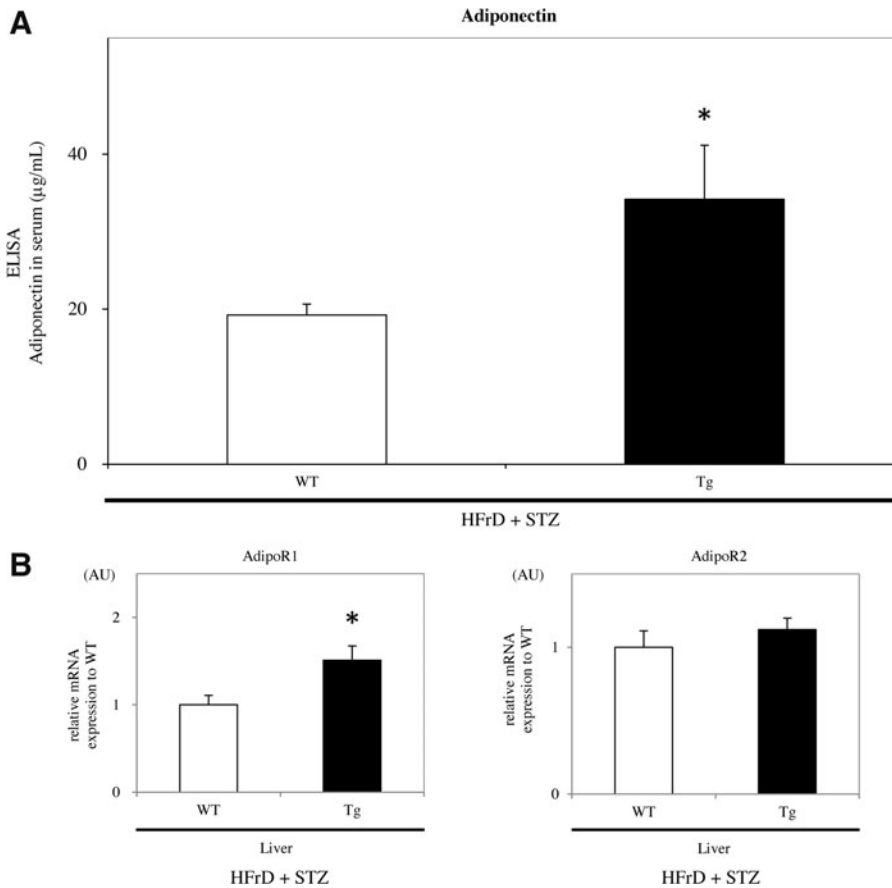 A
Adiponectin
ELISA
Adiponectin in serum (μg/mL)
40
20
0
*
WT
Tg
HFrD + STZ
B
AdipoR1
(AU)
relative mRNA
expression to WT
2
1
0
*
WT
Tg
Liver
HFrD + STZ
AdipoR2
(AU)
relative mRNA
expression to WT
1
0
WT
Tg
Liver
HFrD + STZ